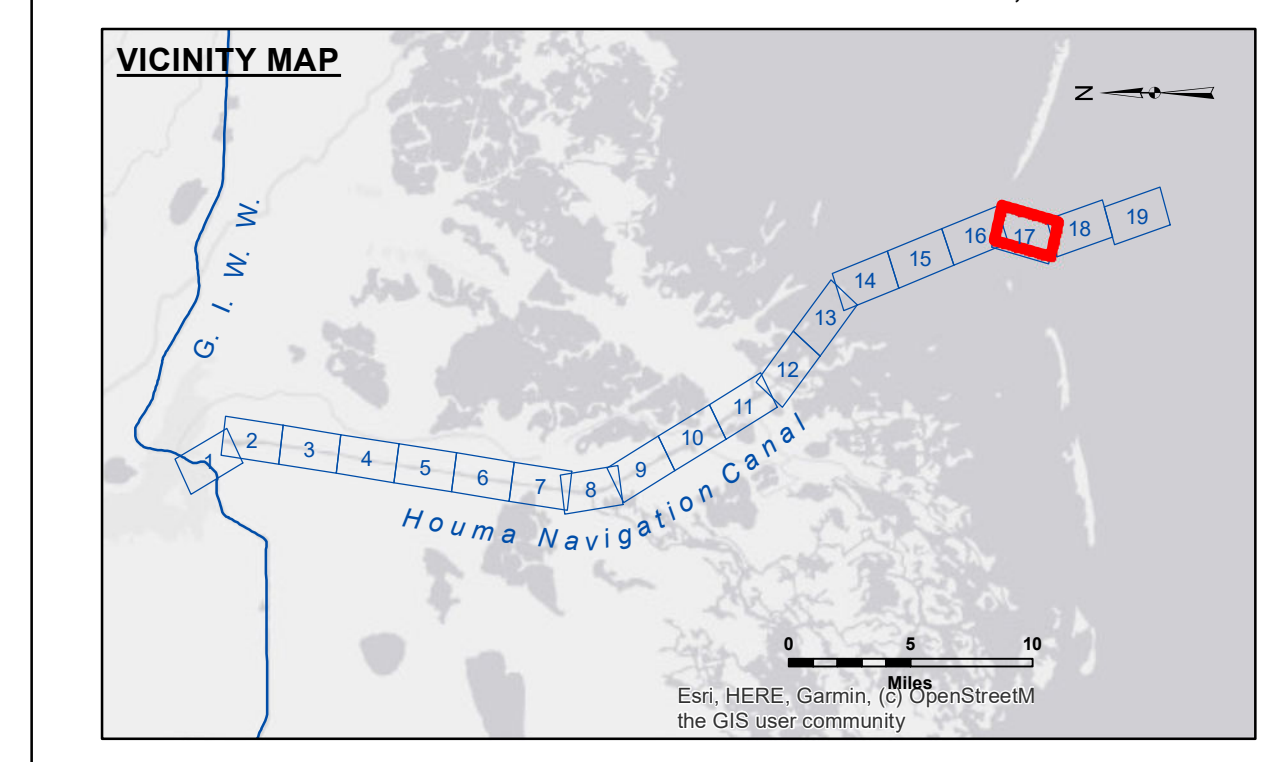 VICINITY MAP
N
G. I. W. W.
1
2
3
4
5
6
7
8
9
10
11
12
13
14
15
16
17
18
19
Houma Navigation Canal
0 5 10
Miles
Esri, HERE, Garmin, (c) OpenStreetM
the GIS user community